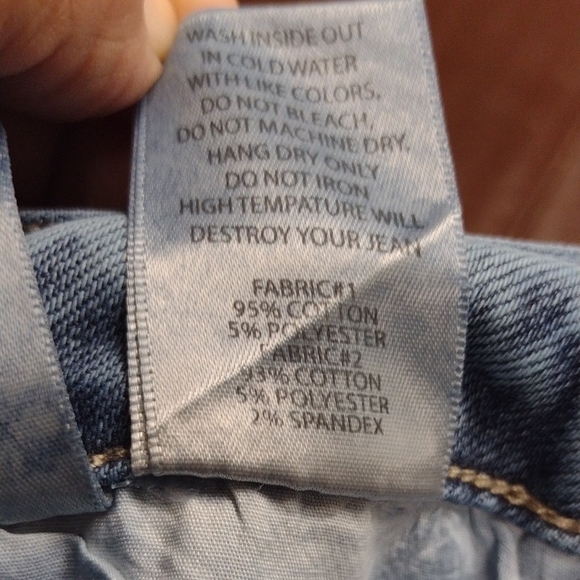 WASH INSIDE OUT
IN COLD WATER
WITH LIKE COLORS,
DO NOT BLEACH,
DO NOT MACHINE DRY,
HANG DRY ONLY
DO NOT IRON
HIGH TEMPATURE WILL
DESTROY YOUR JEAN
FABRIC#1
95% COTTON
5% POLYESTER
FABRIC#2
93% COTTON
5% POLYESTER
2% SPANDEX